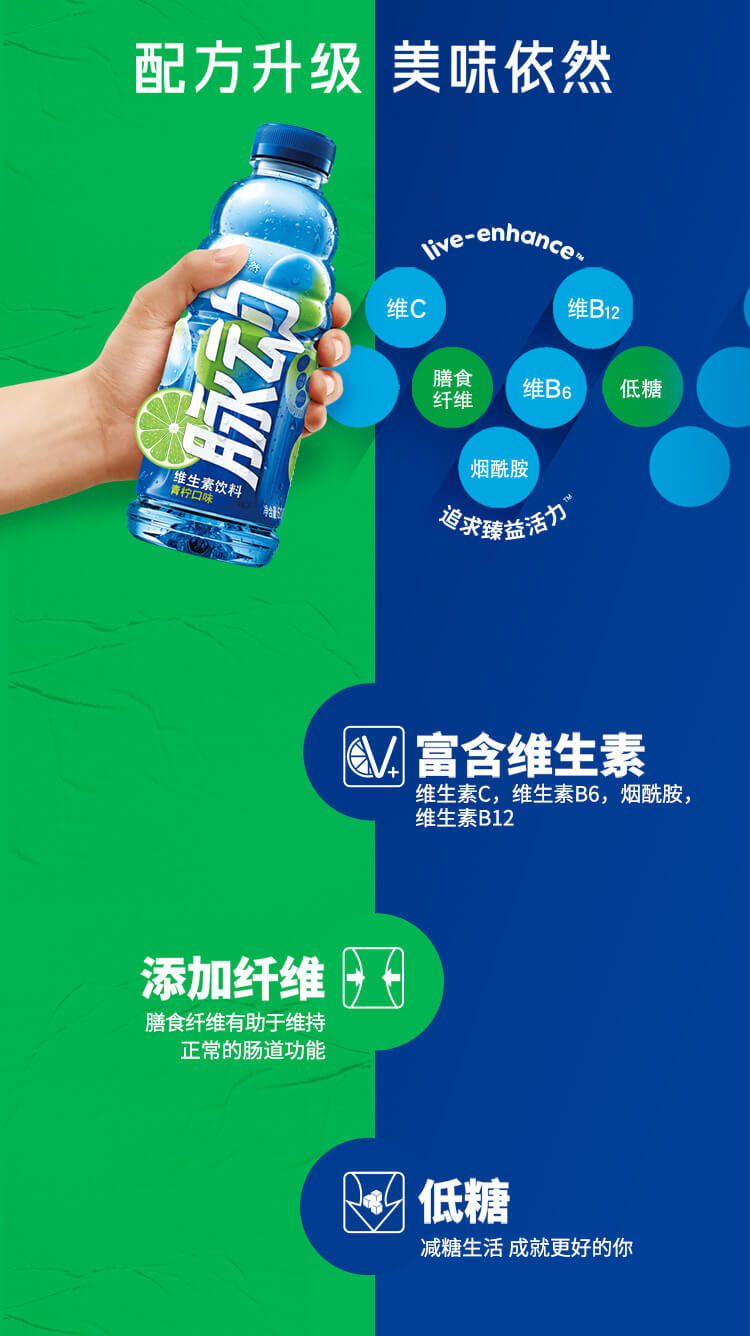 配方升级 美味依然
live-enhance™
维C
维B12
膳食
纤维
维B6
低糖
烟酰胺
追求臻益活力™
脉动
维生素饮料
青柠口味
富含维生素
维生素C，维生素B6，烟酰胺，
维生素B12
添加纤维
膳食纤维有助于维持
正常的肠道功能
低糖
减糖生活 成就更好的你